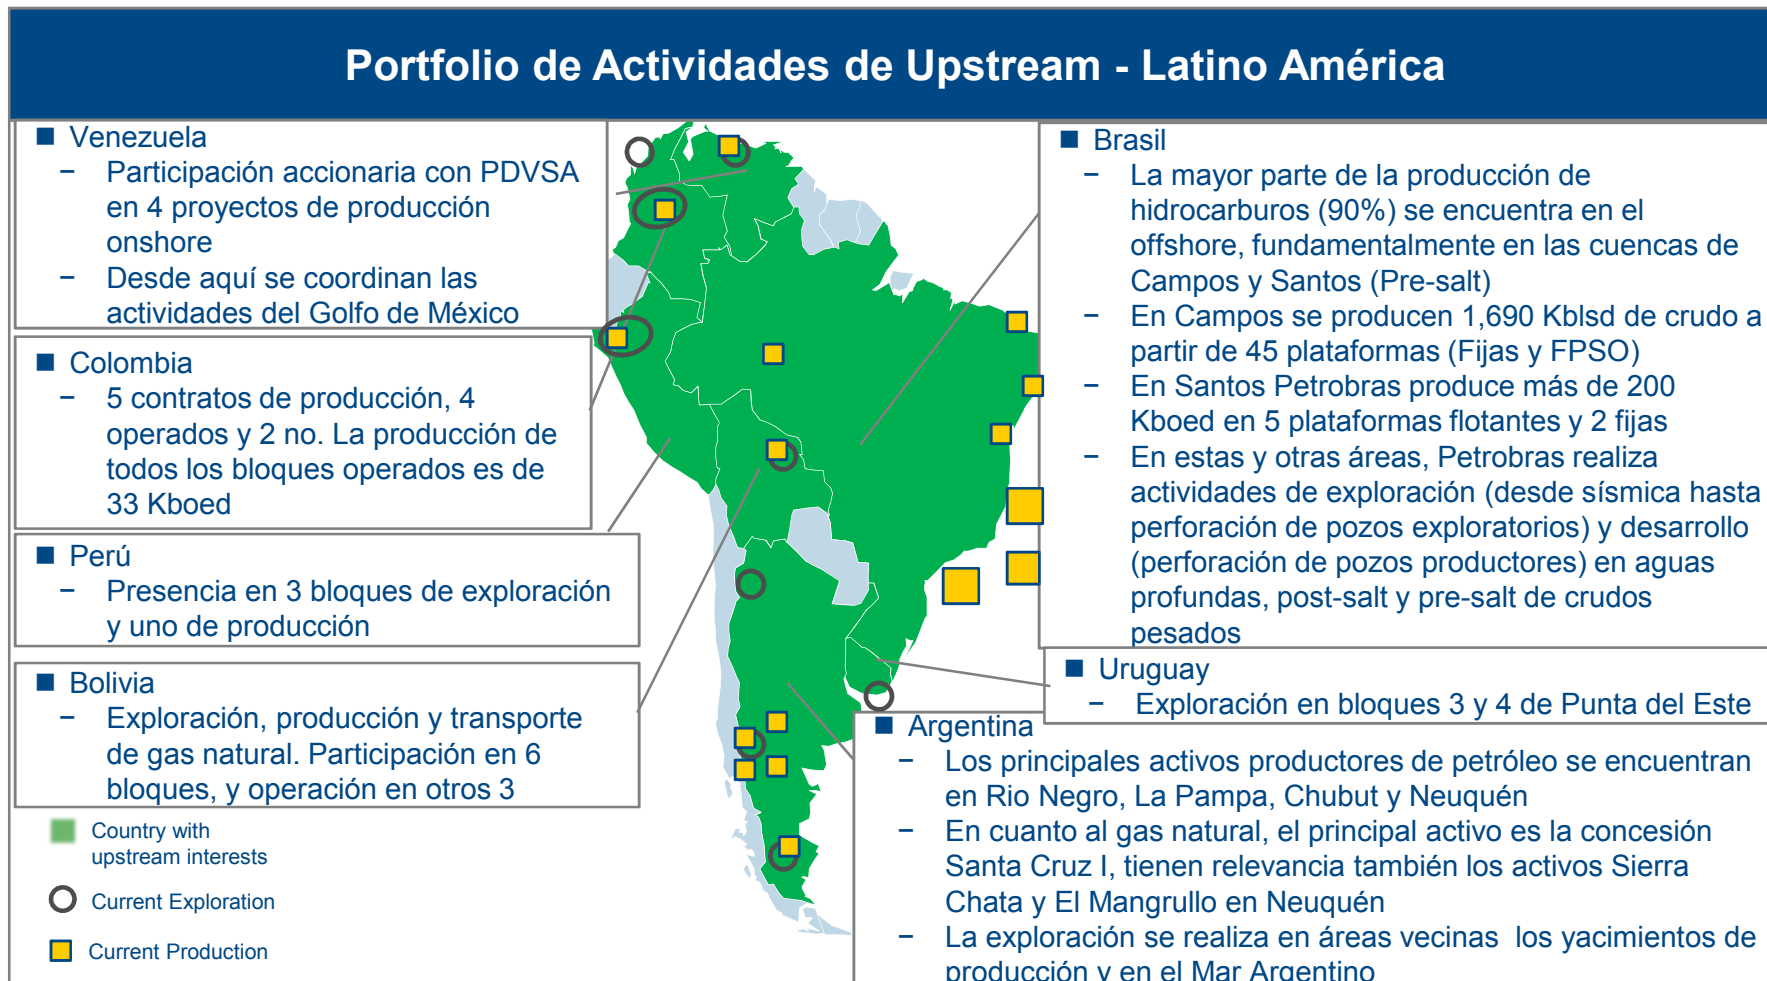 Portfolio de Actividades de Upstream - Latino América
■ Venezuela
− Participación accionaria con PDVSA
en 4 proyectos de producción
onshore
− Desde aquí se coordinan las
actividades del Golfo de México
■ Colombia
− 5 contratos de producción, 4
operados y 2 no. La producción de
todos los bloques operados es de
33 Kboed
■ Perú
− Presencia en 3 bloques de exploración
y uno de producción
■ Bolivia
− Exploración, producción y transporte
de gas natural. Participación en 6
bloques, y operación en otros 3
Country with
upstream interests
Current Exploration
Current Production
■ Brasil
− La mayor parte de la producción de
hidrocarburos (90%) se encuentra en el
offshore, fundamentalmente en las cuencas de
Campos y Santos (Pre-salt)
− En Campos se producen 1,690 Kblsd de crudo a
partir de 45 plataformas (Fijas y FPSO)
− En Santos Petrobras produce más de 200
Kboed en 5 plataformas flotantes y 2 fijas
− En estas y otras áreas, Petrobras realiza
actividades de exploración (desde sísmica hasta
perforación de pozos exploratorios) y desarrollo
(perforación de pozos productores) en aguas
profundas, post-salt y pre-salt de crudos
pesados
■ Uruguay
− Exploración en bloques 3 y 4 de Punta del Este
■ Argentina
− Los principales activos productores de petróleo se encuentran
en Rio Negro, La Pampa, Chubut y Neuquén
− En cuanto al gas natural, el principal activo es la concesión
Santa Cruz I, tienen relevancia también los activos Sierra
Chata y El Mangrullo en Neuquén
− La exploración se realiza en áreas vecinas los yacimientos de
producción y en el Mar Argentino